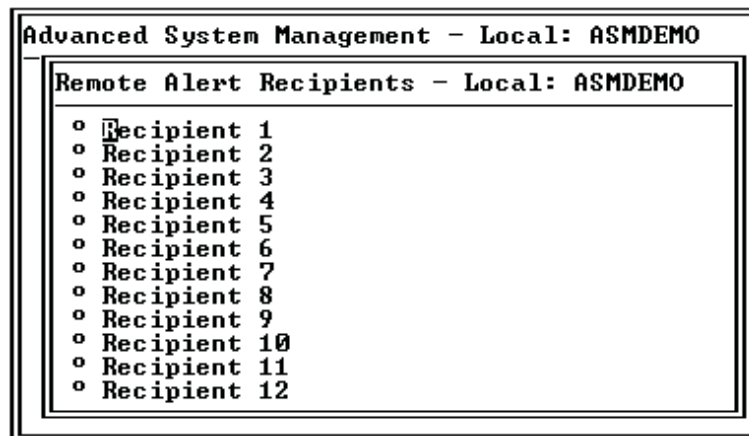 Advanced System Management - Local: ASMDEMO
Remote Alert Recipients - Local: ASMDEMO
º Recipient 1
º Recipient 2
º Recipient 3
º Recipient 4
º Recipient 5
º Recipient 6
º Recipient 7
º Recipient 8
º Recipient 9
º Recipient 10
º Recipient 11
º Recipient 12